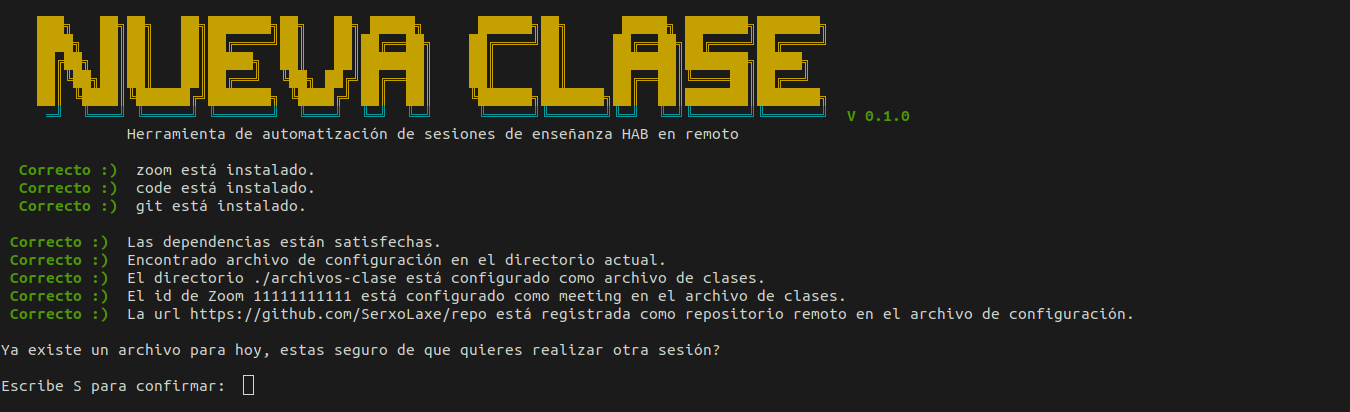 NUEVA CLASE
V 0.1.0
Herramienta de automatización de sesiones de enseñanza HAB en remoto
Correcto :) zoom está instalado.
Correcto :) code está instalado.
Correcto :) git está instalado.
Correcto :) Las dependencias están satisfechas.
Correcto :) Encontrado archivo de configuración en el directorio actual.
Correcto :) El directorio ./archivos-clase está configurado como archivo de clases.
Correcto :) El id de Zoom 11111111111 está configurado como meeting en el archivo de clases.
Correcto :) La url https://github.com/SerxoLaxe/repo está registrada como repositorio remoto en el archivo de configuración.
Ya existe un archivo para hoy, estas seguro de que quieres realizar otra sesión?
Escribe S para confirmar: